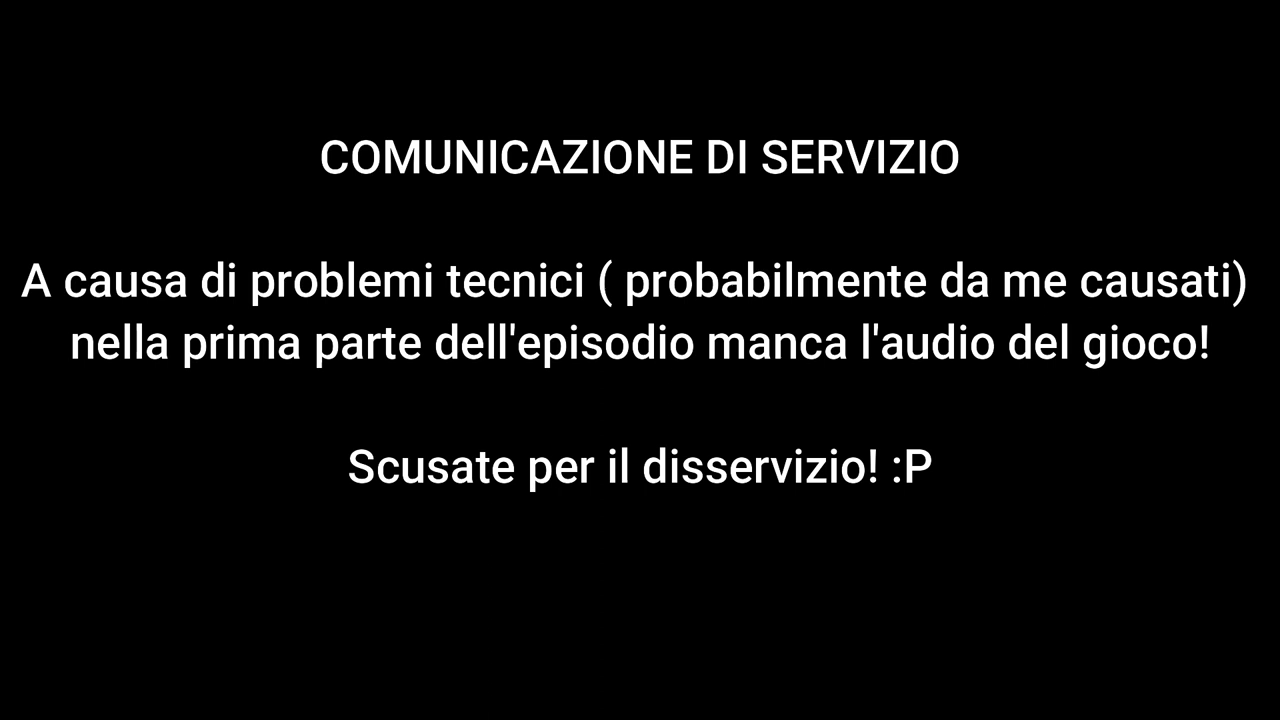 COMUNICAZIONE DI SERVIZIO
A causa di problemi tecnici ( probabilmente da me causati)
nella prima parte dell'episodio manca l'audio del gioco!
Scusate per il disservizio! :P